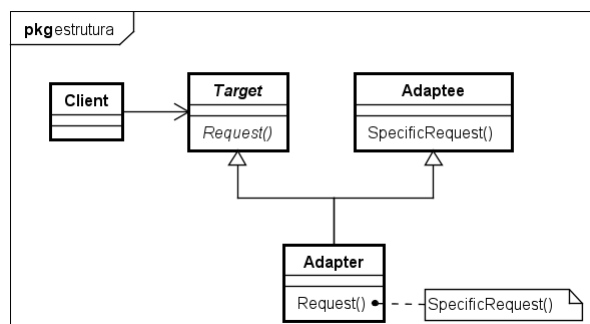 pkg estrutura
Client
Target
Request()
Adaptee
SpecificRequest()
Adapter
Request()
SpecificRequest()